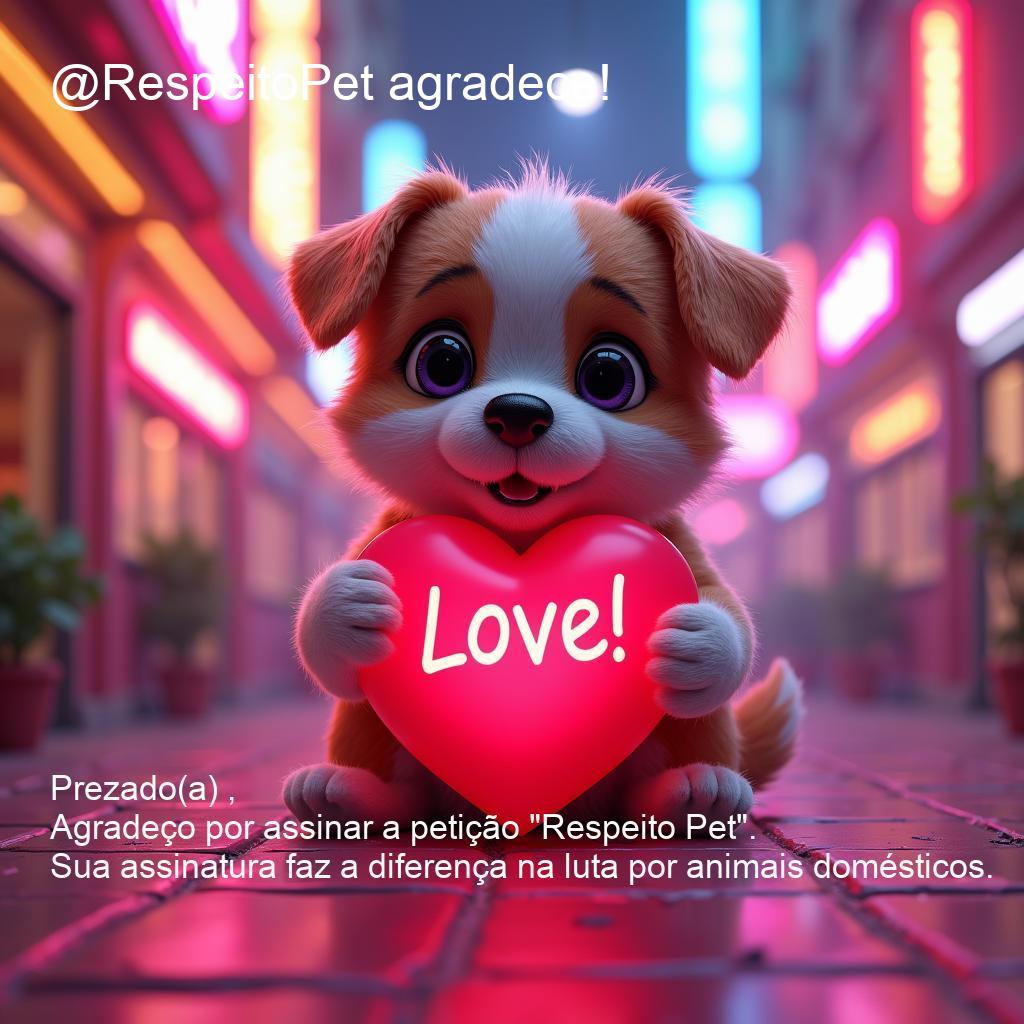 @RespeitoPet agradece!
Love!
Prezado(a) ,
Agradeço por assinar a petição "Respeito Pet".
Sua assinatura faz a diferença na luta por animais domésticos.